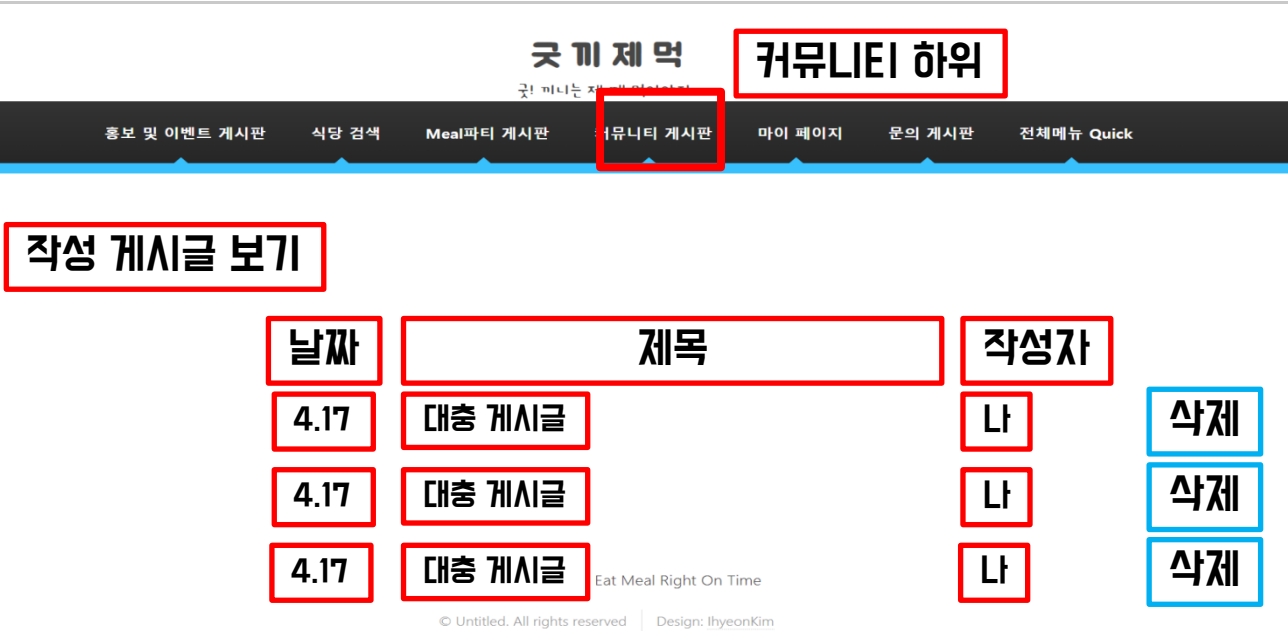 굿 끼 제 먹
커뮤니티 하위
굿! 끼니는 제
홍보 및 이벤트 게시판 식당 검색 Meal파티 게시판 커뮤니티 게시판 마이 페이지 문의 게시판 전체메뉴 Quick
작성 게시글 보기
날짜 제목 작성자
4.17 대충 게시글 나 삭제
4.17 대충 게시글 나 삭제
4.17 대충 게시글 나 삭제
Eat Meal Right On Time
© Untitled. All rights reserved Design: IhyeonKim